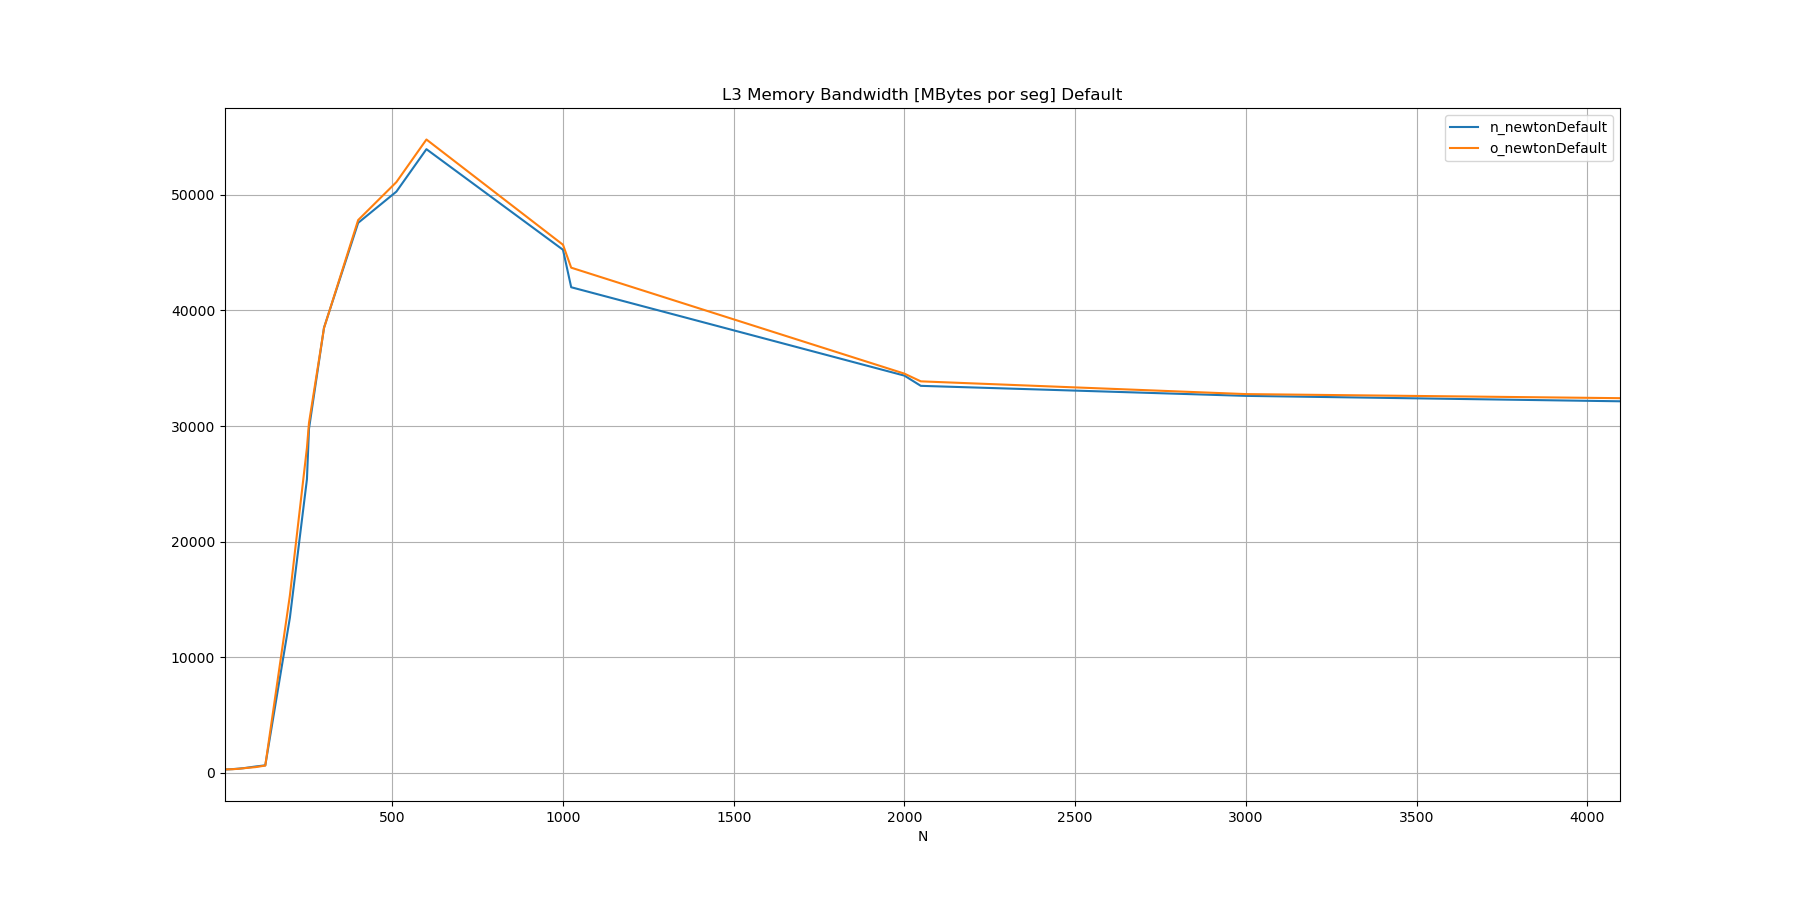 L3 Memory Bandwidth [MBytes por seg] Default
n_newtonDefault
o_newtonDefault
50000
40000
30000
20000
10000
0
500 1000 1500 2000 2500 3000 3500 4000
N